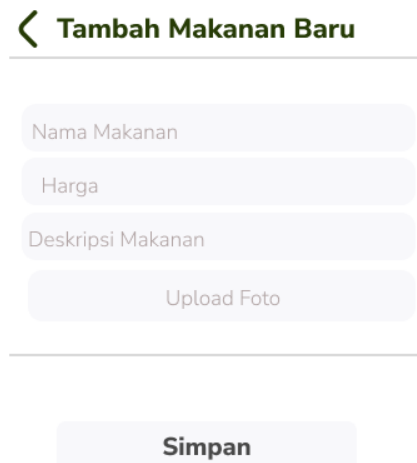 Tambah Makanan Baru
Nama Makanan
Harga
Deskripsi Makanan
Upload Foto
Simpan